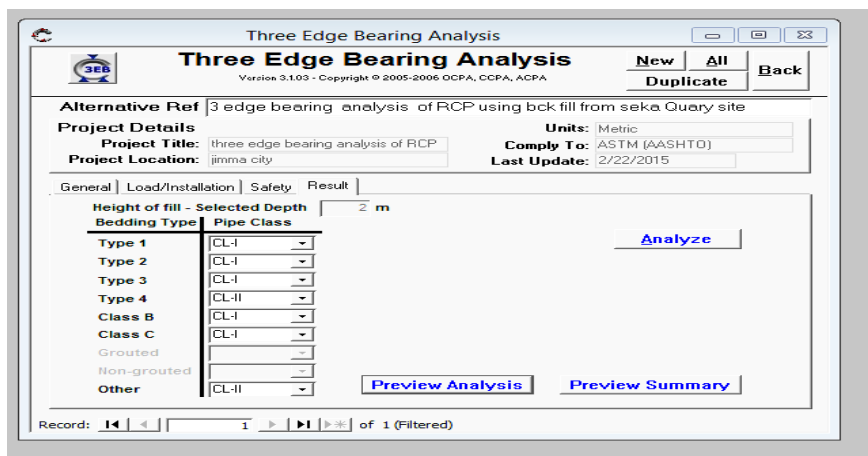 Three Edge Bearing Analysis
3EB
Three Edge Bearing Analysis
Version 3.1.03 - Copyright © 2005-2006 OCPA, CCPA, ACPA
New All
Duplicate
Back
Alternative Ref 3 edge bearing analysis of RCP using bck fill from seka Quary site
Project Details
Units: Metric
Project Title: three edge bearing analysis of RCP
Comply To: ASTM (AASHTO)
Project Location: jimma city
Last Update: 2/22/2015
General Load/Installation Safety Result
Height of fill - Selected Depth 2 m
Bedding Type Pipe Class
Type 1 CL-I
Analyze
Type 2 CL-I
Type 3 CL-I
Type 4 CL-II
Class B CL-I
Class C CL-I
Grouted
Non-grouted
Other CL-II
Preview Analysis Preview Summary
Record: 1 of 1 (Filtered)